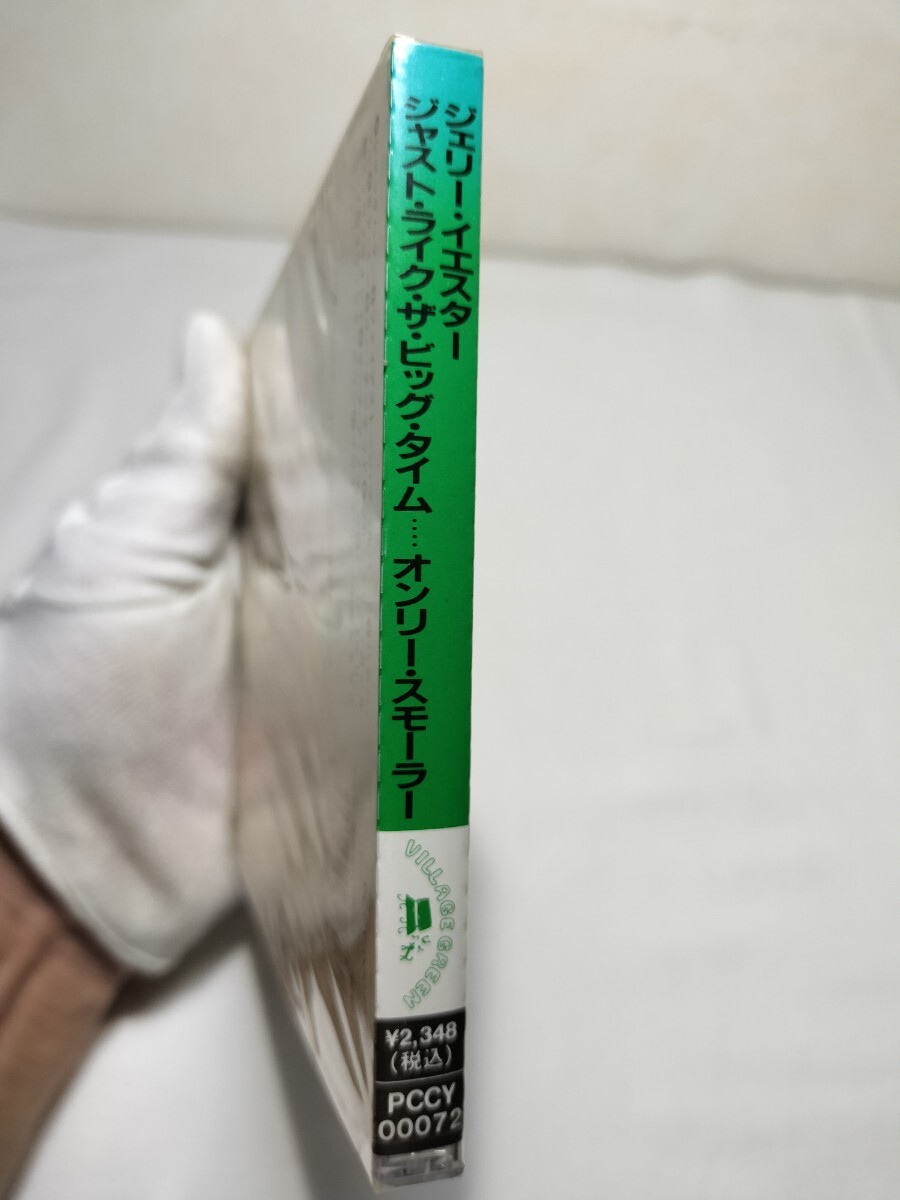 ジェリー・イエスター
ジャスト・ライク・ザ・ビッグ・タイム……オンリー・スモーラー
VILLAGE GREEN
¥2,348
(税込)
PCCY
00072